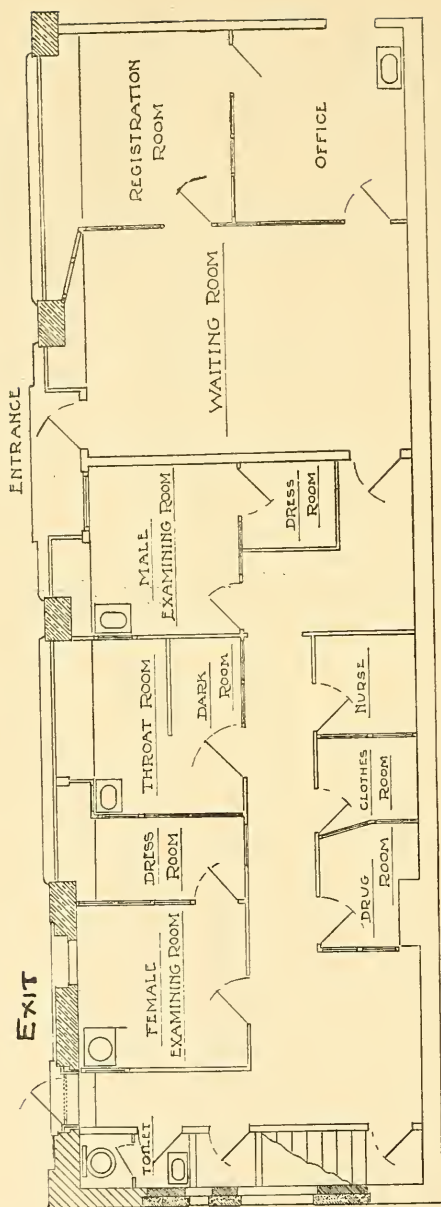 REGISTRATION
ROOM
OFFICE
WAITING ROOM
ENTRANCE
MALE
EXAMINING ROOM
DRESS
ROOM
THROAT ROOM
DARK
ROOM
NURSE
CLOTHES
ROOM
DRESS
ROOM
DRUG
ROOM
EXIT
FEMALE
EXAMINING ROOM
TOILET